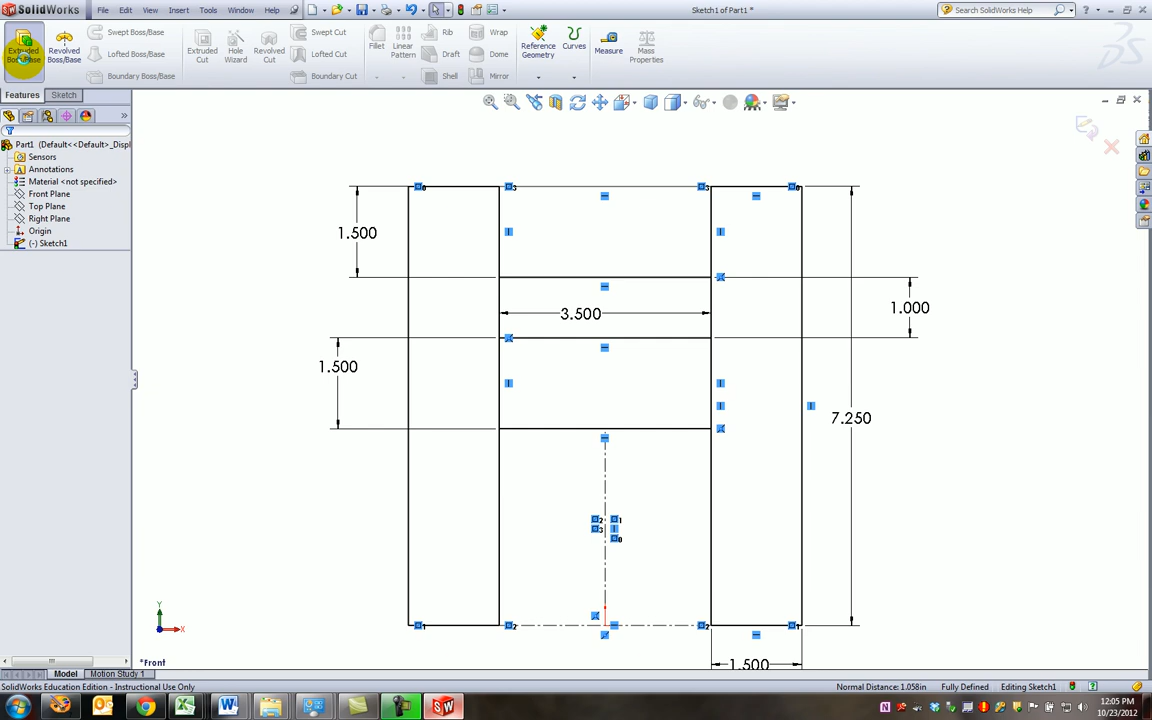 SolidWorks File Edit View Insert Tools Window Help Sketch1 of Part1 * Search SolidWorks Help
Extruded Boss/Base Revolved Boss/Base Swept Boss/Base Lofted Boss/Base Boundary Boss/Base Extruded Cut Hole Wizard Revolved Cut Swept Cut Lofted Cut Boundary Cut Fillet Linear Pattern Rib Draft Shell Wrap Dome Mirror Reference Geometry Curves Measure Mass Properties
Features Sketch
Part1 (Default<<Default>_Displ
Sensors
Annotations
Material <not specified>
Front Plane
Top Plane
Right Plane
Origin
(-) Sketch1
1.500
1.000
3.500
1.500
7.250
1.500
Y
X
*Front
Model Motion Study 1
SolidWorks Education Edition - Instructional Use Only Normal Distance: 1.058in Fully Defined Editing Sketch1
12:05 PM
10/23/2012